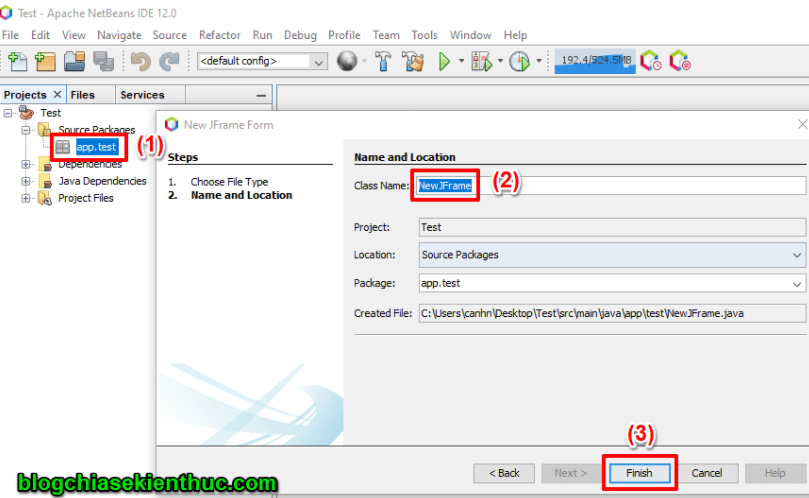 Test - Apache NetBeans IDE 12.0
File Edit View Navigate Source Refactor Run Debug Profile Team Tools Window Help
<default config>
192,4/524.5MB
Projects Files Services
Test
Source Packages
app.test
(1)
Dependencies
Java Dependencies
Project Files
New JFrame Form
Steps
1. Choose File Type
2. Name and Location
Name and Location
Class Name: NewJFrame
(2)
Project: Test
Location: Source Packages
Package: app.test
Created File: C:\Users\canhn\Desktop\Test\src\main\java\app\test\NewJFrame.java
(3)
< Back Next > Finish Cancel Help
blogchiasekienthuc.com